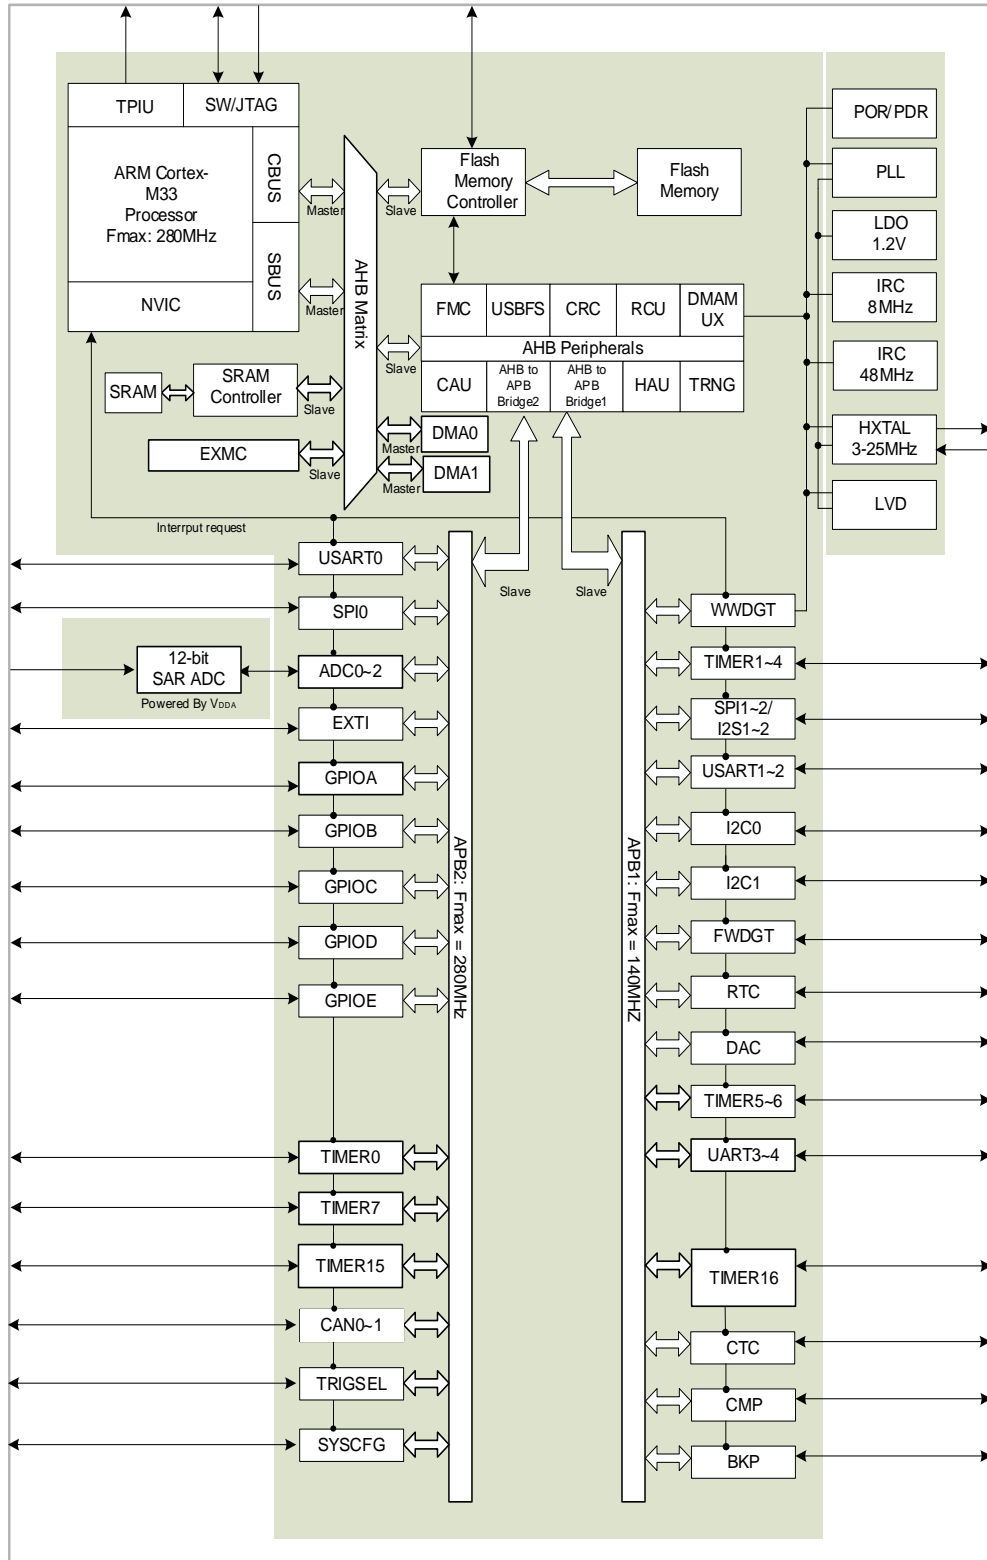 TPIU
SW/JTAG
ARM Cortex-
M33
Processor
Fmax: 280MHz
CBUS
SBUS
NVIC
Master
Master
AHB Matrix
Slave
Flash
Memory
Controller
Flash
Memory
POR/PDR
PLL
LDO
1.2V
IRC
8MHz
IRC
48MHz
HXTAL
3-25MHz
LVD
FMC
USBFS
CRC
RCU
DMAM
UX
AHB Peripherals
Slave
CAU
AHB to
APB
Bridge2
AHB to
APB
Bridge1
HAU
TRNG
SRAM
SRAM
Controller
Slave
EXMC
Slave
DMA0
Master
DMA1
Master
Interrput request
Slave
Slave
USART0
SPI0
12-bit
SAR ADC
Powered By VDDA
ADC0~2
EXTI
GPIOA
GPIOB
GPIOC
GPIOD
GPIOE
TIMER0
TIMER7
TIMER15
CAN0~1
TRIGSEL
SYSCFG
APB2: Fmax = 280MHz
APB1: Fmax = 140MHZ
WWDGT
TIMER1~4
SPI1~2/
I2S1~2
USART1~2
I2C0
I2C1
FWDGT
RTC
DAC
TIMER5~6
UART3~4
TIMER16
CTC
CMP
BKP